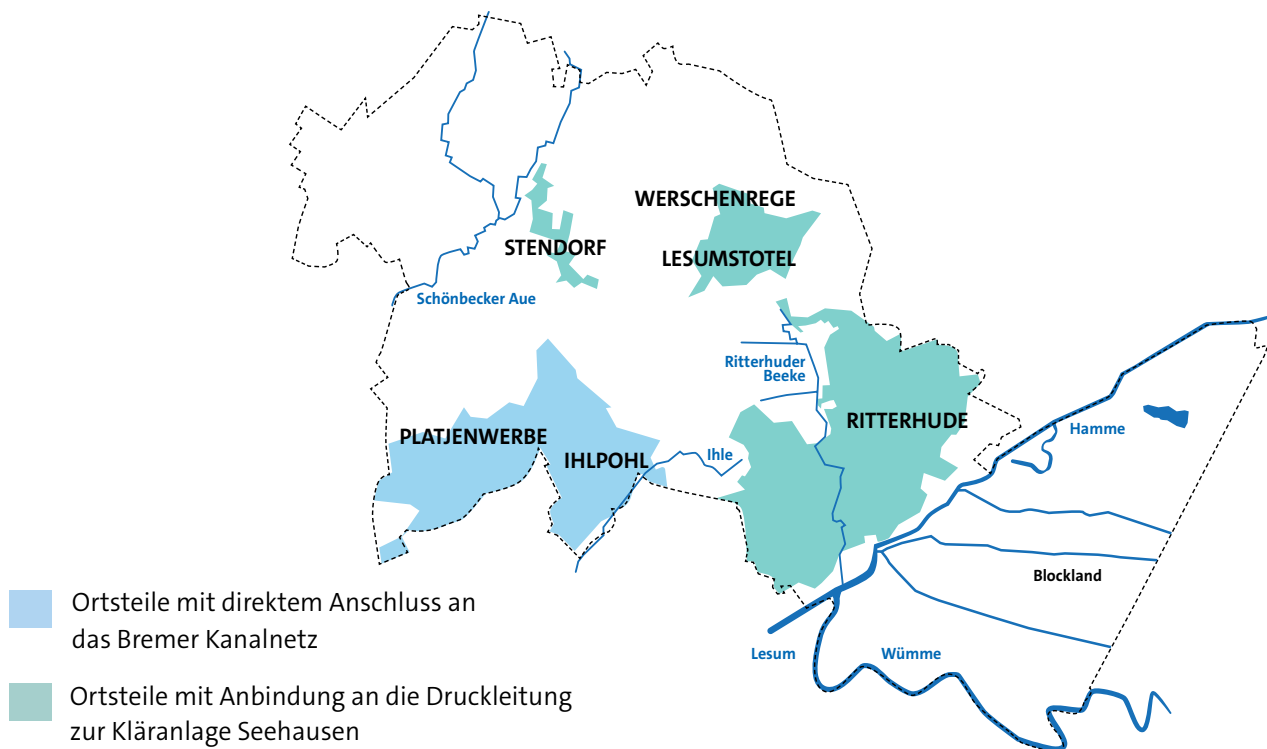 WERSCHENREGE
STENDORF
LESUMSTOTEL
Schönbecker Aue
Ritterhuder
Beeke
RITTERHUDE
PLATJENWERBE
Hamme
IHLPOHL
Ihle
Blockland
Lesum
Wümme
Ortsteile mit direktem Anschluss an
das Bremer Kanalnetz
Ortsteile mit Anbindung an die Druckleitung
zur Kläranlage Seehausen